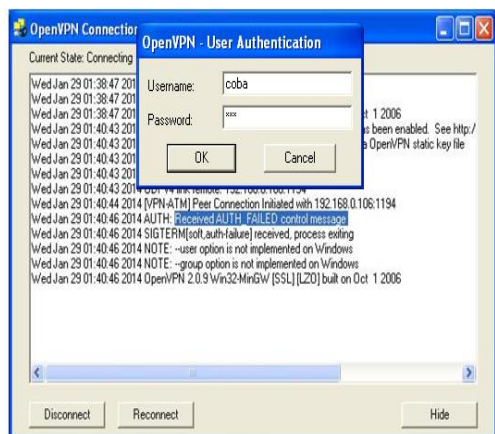 OpenVPN Connection
Current State: Connecting
OpenVPN - User Authentication
Username: coba
Password: xxx
OK Cancel
Wed Jan 29 01:38:47 201
Wed Jan 29 01:38:47 201
Wed Jan 29 01:38:47 201 ct 1 2006
Wed Jan 29 01:40:43 201 s been enabled. See http:/
Wed Jan 29 01:40:43 201 a OpenVPN static key file
Wed Jan 29 01:40:43 201
Wed Jan 29 01:40:43 201
Wed Jan 29 01:40:43 2014 UDPv4 link remote: 192.168.0.106:1194
Wed Jan 29 01:40:44 2014 [VPN-ATM] Peer Connection Initiated with 192.168.0.106:1194
Wed Jan 29 01:40:46 2014 AUTH: Received AUTH_FAILED control message
Wed Jan 29 01:40:46 2014 SIGTERM[soft,auth-failure] received, process exiting
Wed Jan 29 01:40:46 2014 NOTE: --user option is not implemented on Windows
Wed Jan 29 01:40:46 2014 NOTE: --group option is not implemented on Windows
Wed Jan 29 01:40:46 2014 OpenVPN 2.0.9 Win32-MinGW [SSL] [LZO] built on Oct 1 2006
Disconnect Reconnect Hide